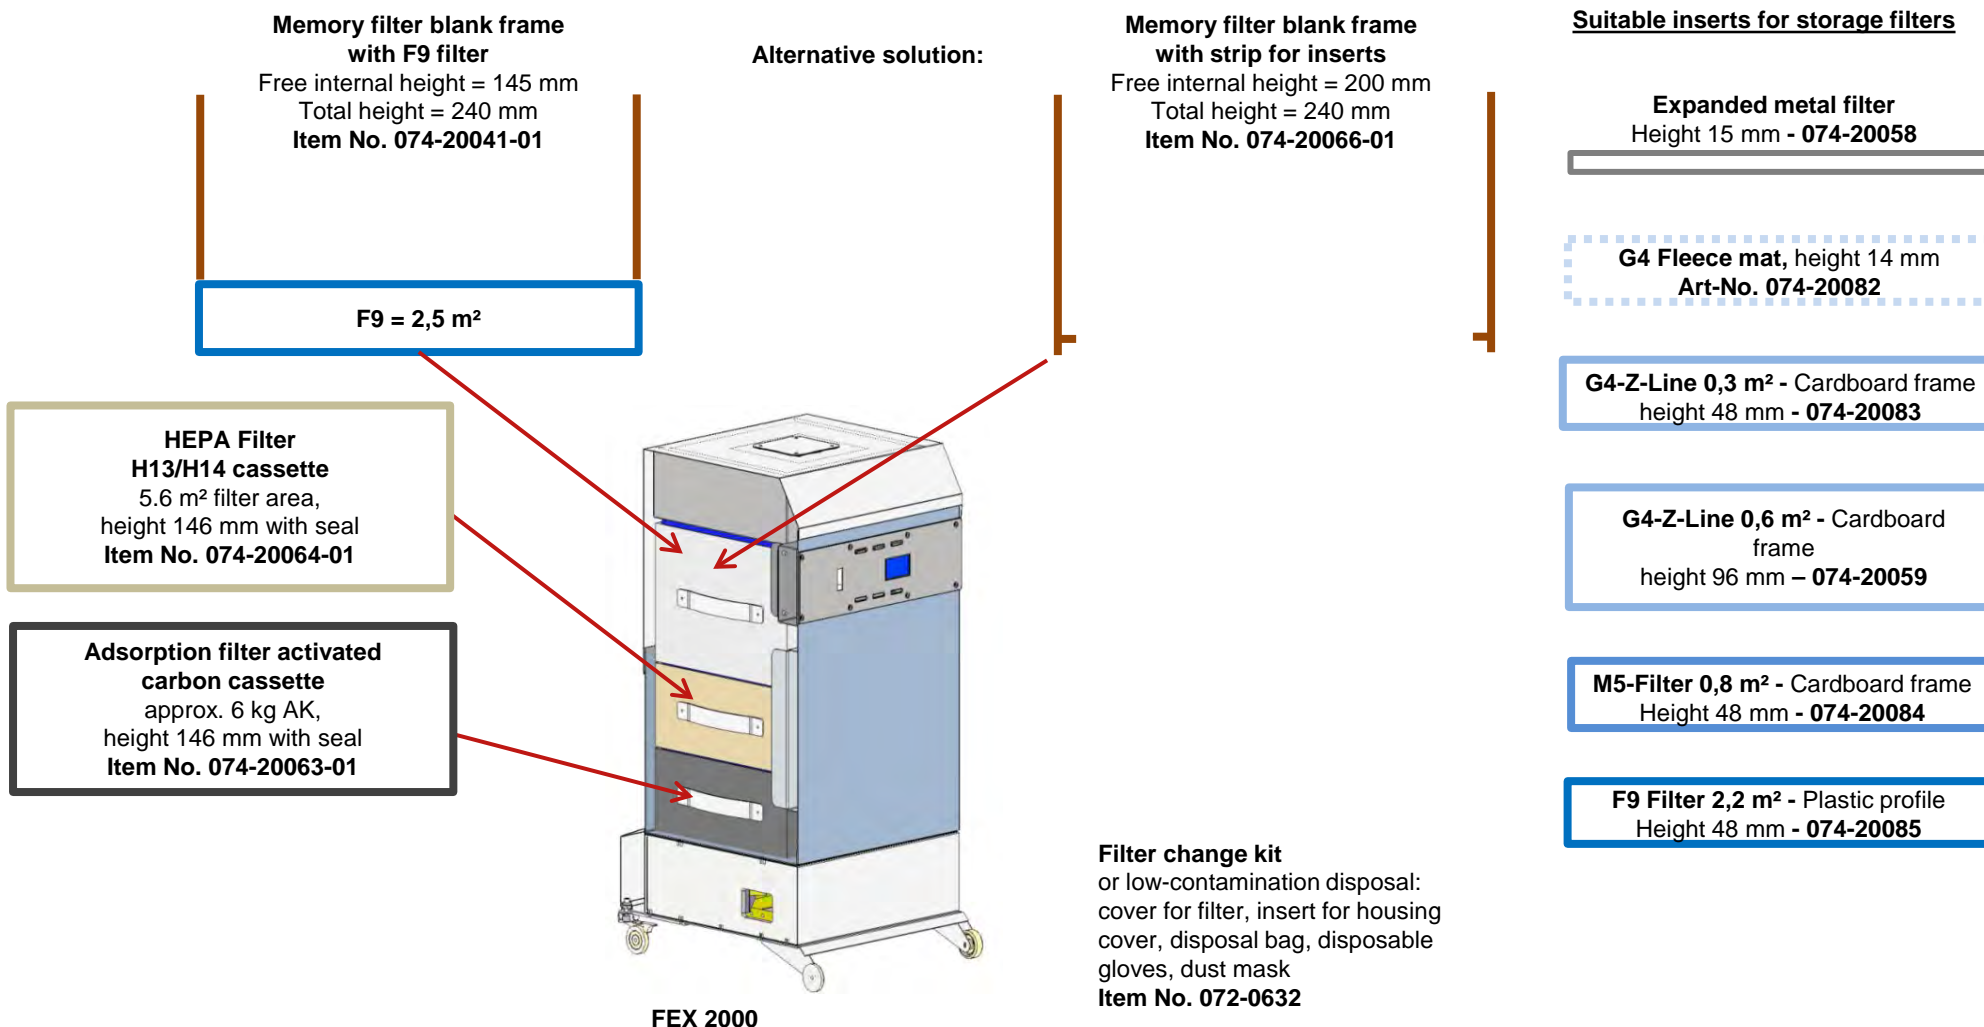 Memory filter blank frame
with F9 filter
Free internal height = 145 mm
Total height = 240 mm
Item No. 074-20041-01
Alternative solution:
Memory filter blank frame
with strip for inserts
Free internal height = 200 mm
Total height = 240 mm
Item No. 074-20066-01
Suitable inserts for storage filters
Expanded metal filter
Height 15 mm - 074-20058
G4 Fleece mat, height 14 mm
Art-No. 074-20082
G4-Z-Line 0,3 m² - Cardboard frame
height 48 mm - 074-20083
G4-Z-Line 0,6 m² - Cardboard
frame
height 96 mm – 074-20059
M5-Filter 0,8 m² - Cardboard frame
Height 48 mm - 074-20084
F9 Filter 2,2 m² - Plastic profile
Height 48 mm - 074-20085
F9 = 2,5 m²
HEPA Filter
H13/H14 cassette
5.6 m² filter area,
height 146 mm with seal
Item No. 074-20064-01
Adsorption filter activated
carbon cassette
approx. 6 kg AK,
height 146 mm with seal
Item No. 074-20063-01
FEX 2000
Filter change kit
or low-contamination disposal:
cover for filter, insert for housing
cover, disposal bag, disposable
gloves, dust mask
Item No. 072-0632